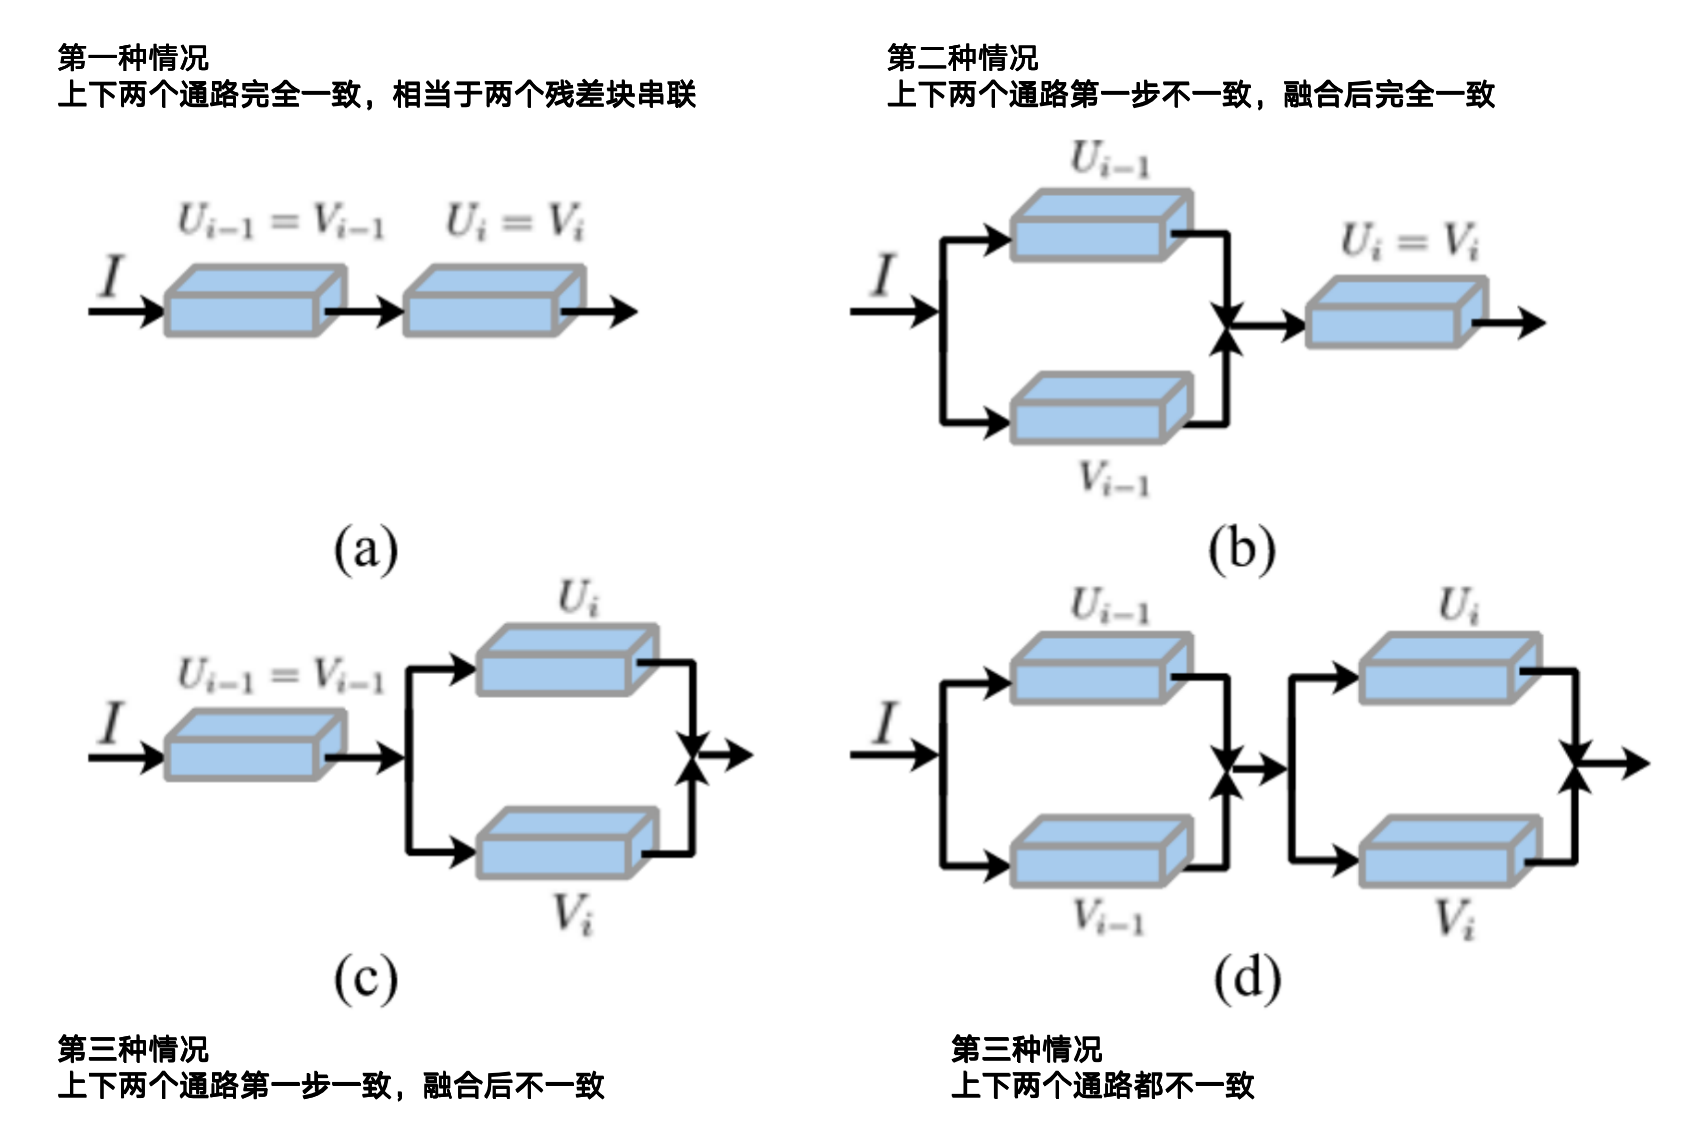 第一种情况
上下两个通路完全一致，相当于两个残差块串联
第二种情况
上下两个通路第一步不一致，融合后完全一致
U_{i-1} = V_{i-1}
U_i = V_i
I
U_{i-1}
U_i = V_i
I
V_{i-1}
(a)
(b)
U_i
U_{i-1} = V_{i-1}
I
V_i
U_{i-1}
U_i
I
V_{i-1}
V_i
(c)
(d)
第三种情况
上下两个通路第一步一致，融合后不一致
第三种情况
上下两个通路都不一致